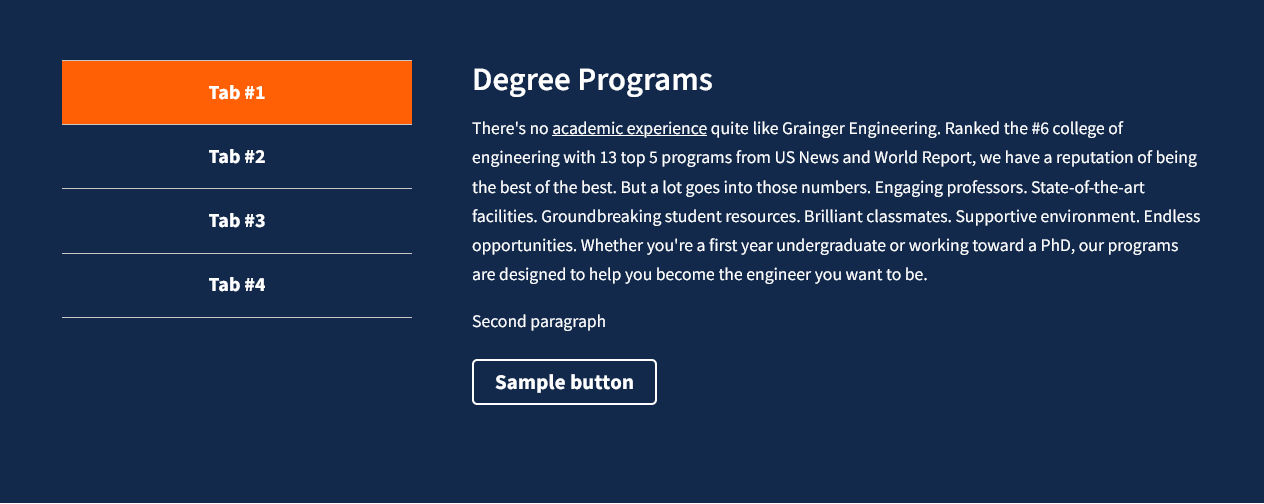 Tab #1
Tab #2
Tab #3
Tab #4
Degree Programs
There's no academic experience quite like Grainger Engineering. Ranked the #6 college of
engineering with 13 top 5 programs from US News and World Report, we have a reputation of being
the best of the best. But a lot goes into those numbers. Engaging professors. State-of-the-art
facilities. Groundbreaking student resources. Brilliant classmates. Supportive environment. Endless
opportunities. Whether you're a first year undergraduate or working toward a PhD, our programs
are designed to help you become the engineer you want to be.
Second paragraph
Sample button